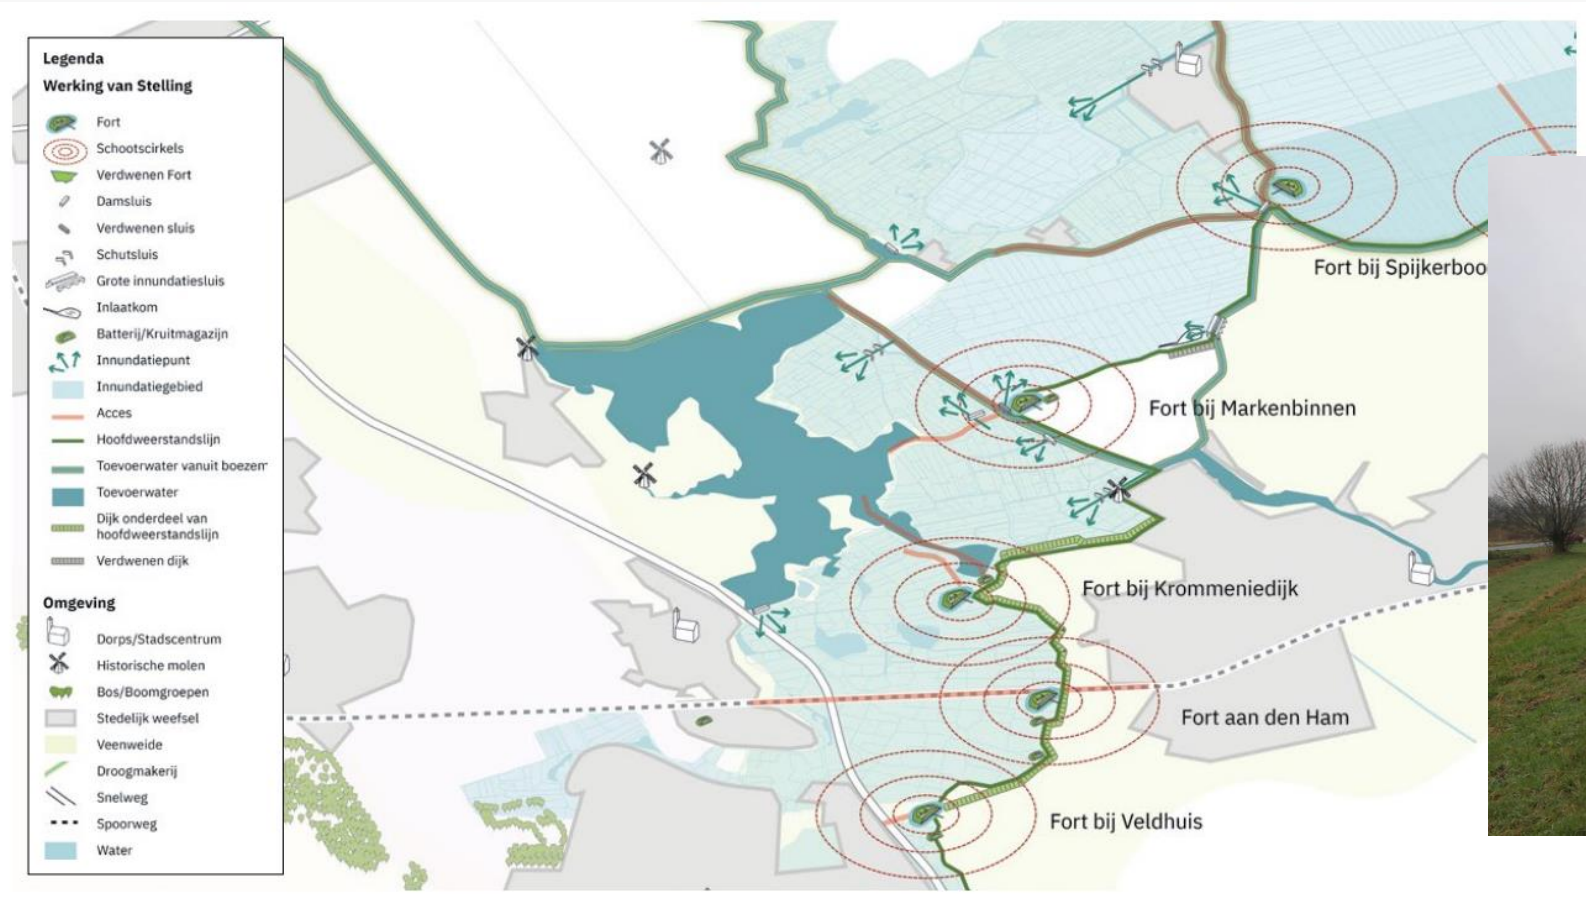 Legenda
Werking van Stelling
Fort
Schootscirkels
Verdwenen Fort
Damsluis
Verdwenen sluis
Schutsluis
Grote innundatiesluis
Inlaatkom
Batterij/Kruitmagazijn
Innundatiepunt
Innundatiegebied
Acces
Hoofdweerstandslijn
Toevoerwater vanuit boezem
Toevoerwater
Dijk onderdeel van
hoofdweerstandslijn
Verdwenen dijk
Omgeving
Dorps/Stadscentrum
Historische molen
Bos/Boomgroepen
Stedelijk weefsel
Veenweide
Droogmakerij
Snelweg
Spoorweg
Water
Fort bij Spijkerboo
Fort bij Markenbinnen
Fort bij Krommeniedijk
Fort aan den Ham
Fort bij Veldhuis